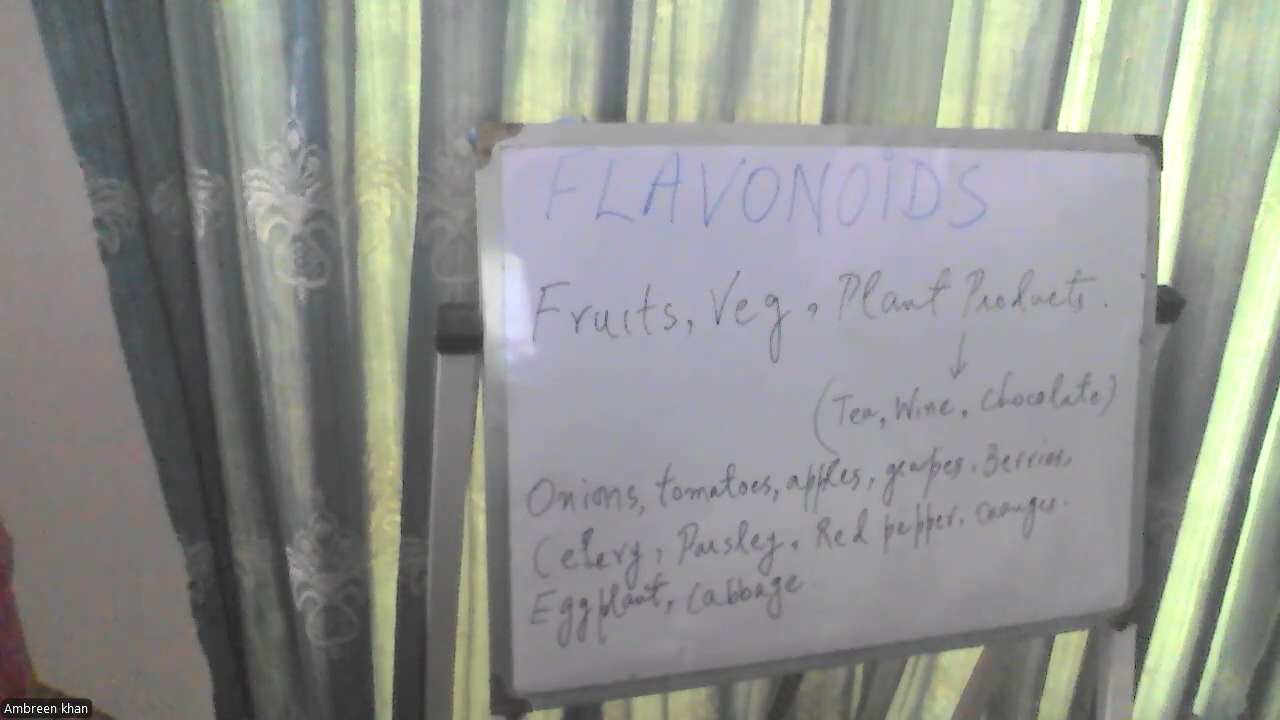 FLAVONOiDS
Fruits, Veg, Plant Products.
(Tea, Wine, Chocolate)
Onions, tomatoes, apples, grapes, Berries,
Celery, Parsley, Red pepper, oranges.
Eggplant, Cabbage
Ambreen khan